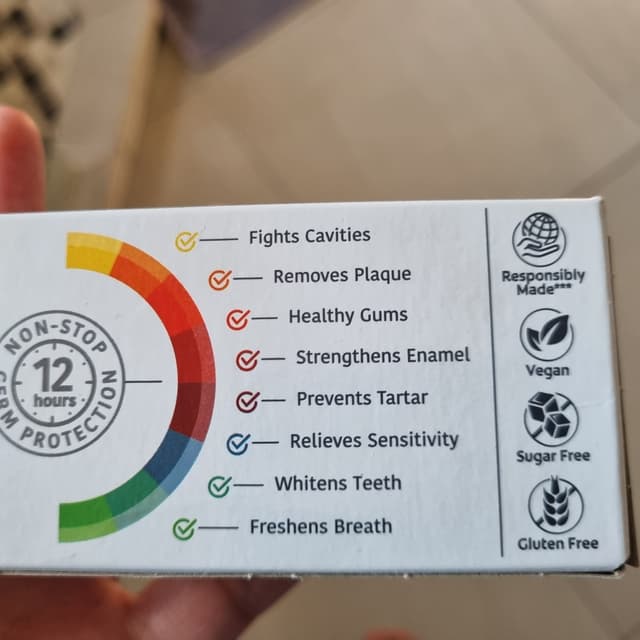 NON-STOP
12
hours
GERM PROTECTION
Fights Cavities
Removes Plaque
Healthy Gums
Strengthens Enamel
Prevents Tartar
Relieves Sensitivity
Whitens Teeth
Freshens Breath
Responsibly
Made***
Vegan
Sugar Free
Gluten Free